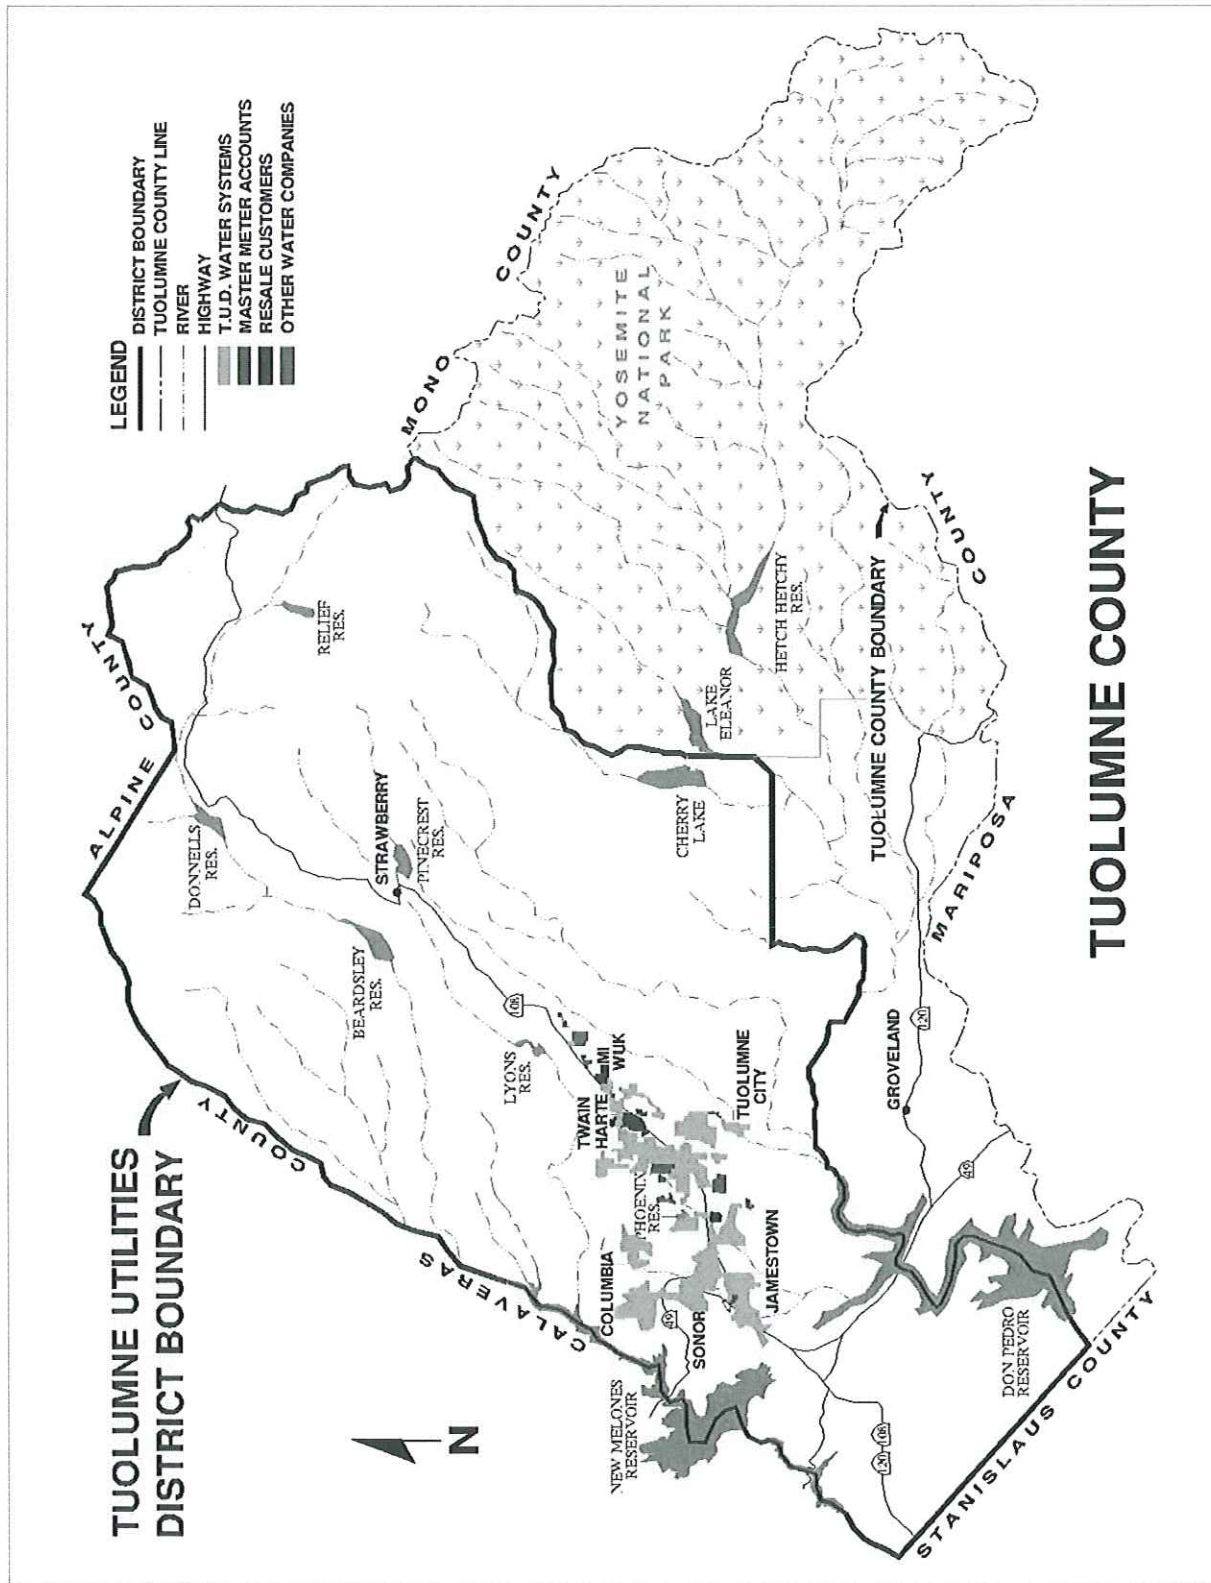 TUOLUMNE UTILITIES
DISTRICT BOUNDARY
LEGEND
DISTRICT BOUNDARY
TUOLUMNE COUNTY LINE
RIVER
HIGHWAY
T.U.D. WATER SYSTEMS
MASTER METER ACCOUNTS
RESALE CUSTOMERS
OTHER WATER COMPANIES
N
ALPINE COUNTY
CALAVERAS COUNTY
MONO COUNTY
DONNELLS
RES.
RELIEF
RES.
BEARDSLEY
RES.
STRAWBERRY
PINECREST
RES.
108
LYONS
RES.
MI
WUK
TWAIN
HARTE
COLUMBIA
PHOENIX
RES.
49
SONOR
NEW MELONES
RESERVOIR
TUOLUMNE
CITY
JAMESTOWN
CHERRY
LAKE
LAKE
ELEANOR
YOSEMITE
NATIONAL
PARK
HETCH HETCHY
RES.
TUOLUMNE COUNTY BOUNDARY
GROVELAND
120
49
MARIPOSA COUNTY
DON PEDRO
RESERVOIR
120 108
STANISLAUS COUNTY
TUOLUMNE COUNTY